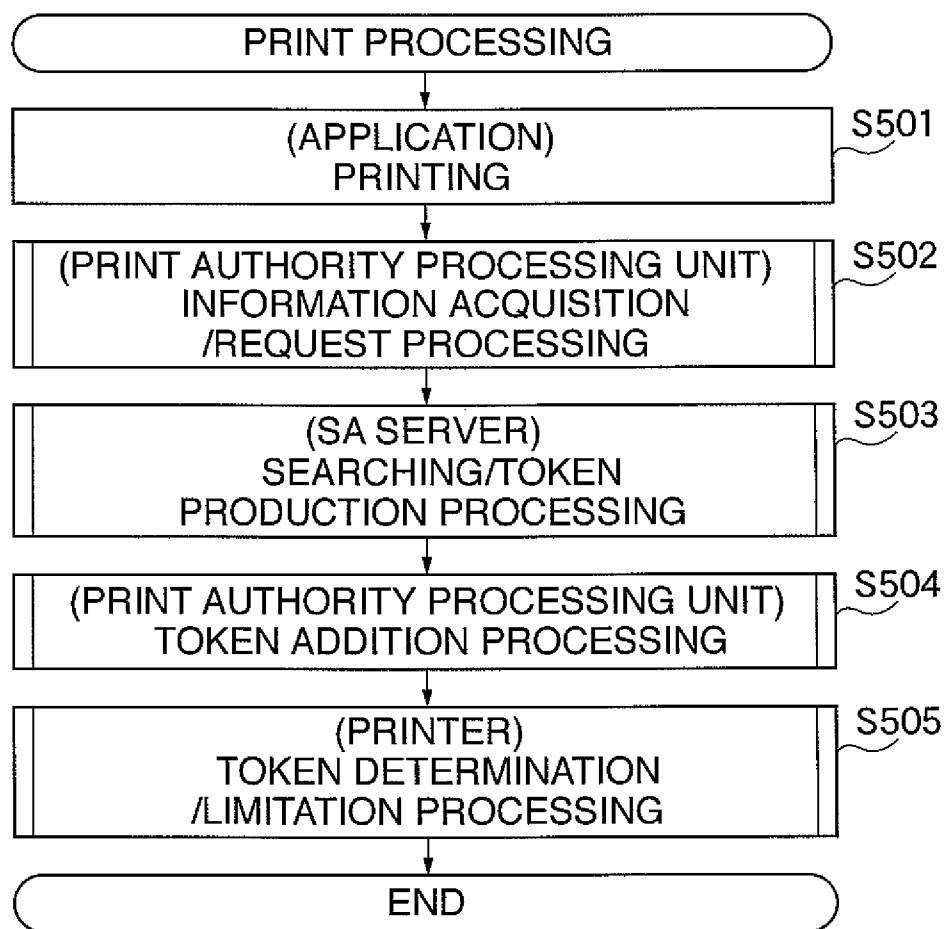 PRINT PROCESSING
S501
(APPLICATION)
PRINTING
S502
(PRINT AUTHORITY PROCESSING UNIT)
INFORMATION ACQUISITION
/REQUEST PROCESSING
S503
(SA SERVER)
SEARCHING/TOKEN
PRODUCTION PROCESSING
S504
(PRINT AUTHORITY PROCESSING UNIT)
TOKEN ADDITION PROCESSING
S505
(PRINTER)
TOKEN DETERMINATION
/LIMITATION PROCESSING
END